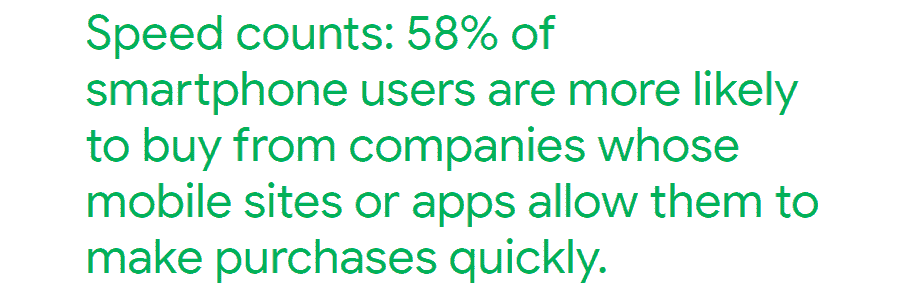 Speed counts: 58% of
smartphone users are more likely
to buy from companies whose
mobile sites or apps allow them to
make purchases quickly.